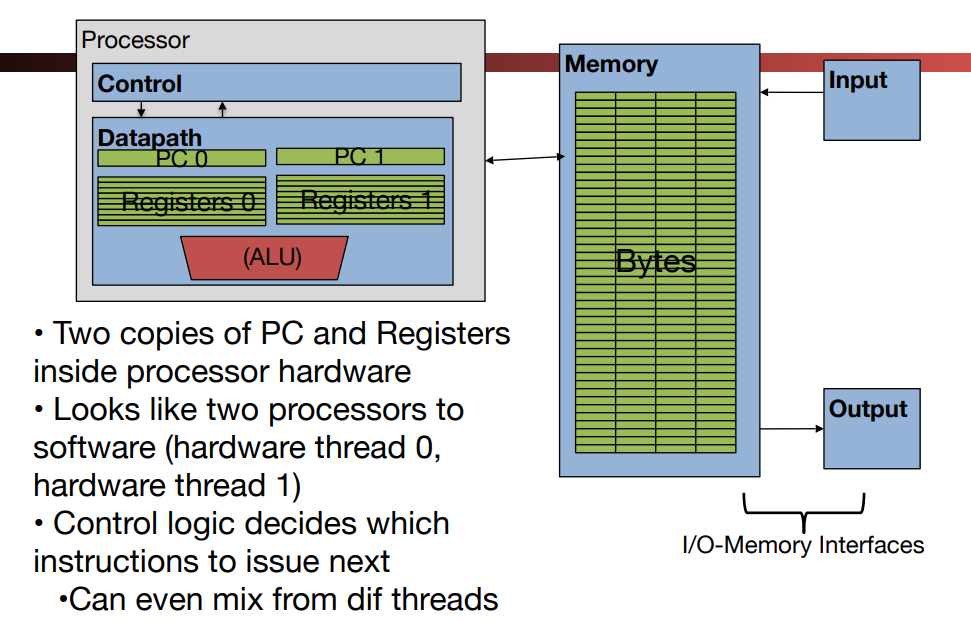 Processor
Control
Datapath
PC 0
PC 1
Registers 0
Registers 1
(ALU)
Memory
Bytes
Input
Output
I/O-Memory Interfaces
• Two copies of PC and Registers
inside processor hardware
• Looks like two processors to
software (hardware thread 0,
hardware thread 1)
• Control logic decides which
instructions to issue next
•Can even mix from dif threads